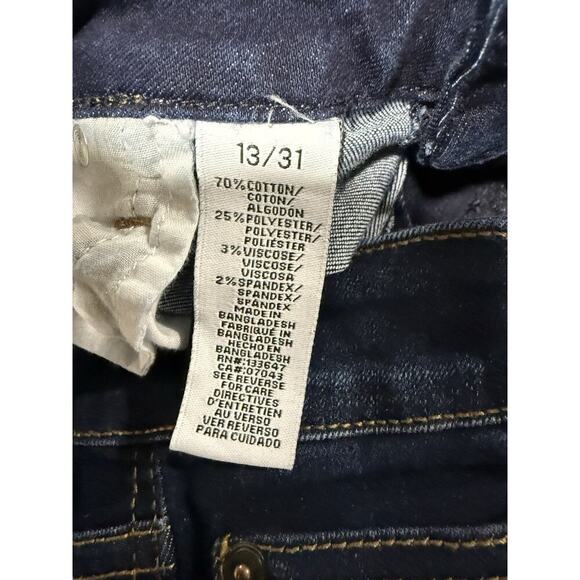 13/31
70% COTTON/
COTON/
ALGODÓN
25% POLYESTER/
POLYESTER/
POLIÉSTER
3% VISCOSE/
VISCOSE/
VISCOSA
2% SPANDEX/
SPANDEX/
SPANDEX
MADE IN
BANGLADESH
FABRIQUÉ IN
BANGLADESH
HECHO EN
BANGLADESH
RN#:133647
CA#:07043
SEE REVERSE
FOR CARE
DIRECTIVES
D'ENTRETIEN
AU VERSO
VER REVERSO
PARA CUIDADO